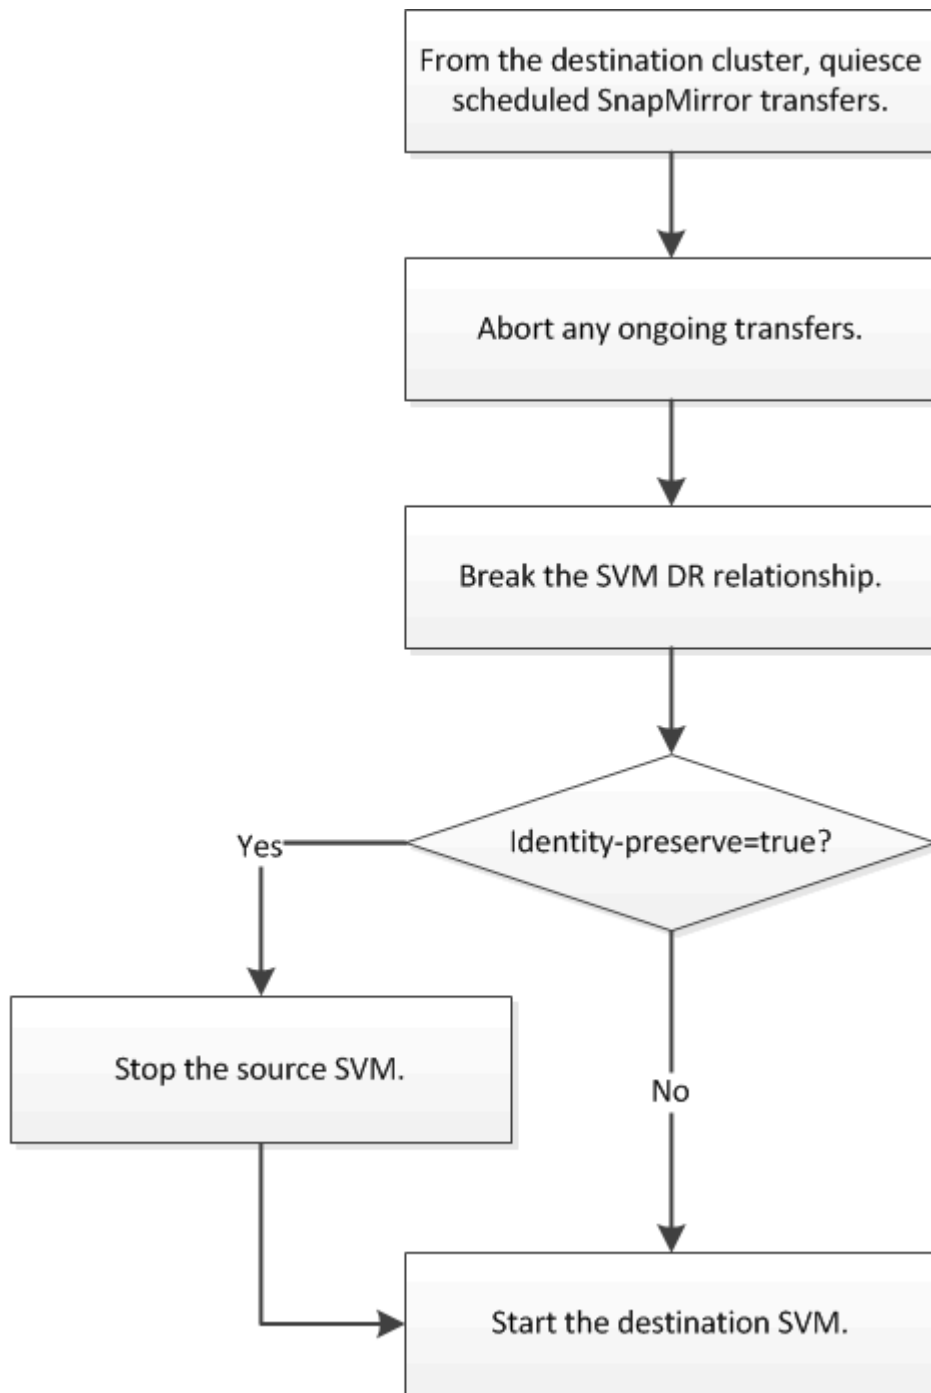 From the destination cluster, quiesce
scheduled SnapMirror transfers.
Abort any ongoing transfers.
Break the SVM DR relationship.
Identity-preserve=true?
Yes
Stop the source SVM.
No
Start the destination SVM.